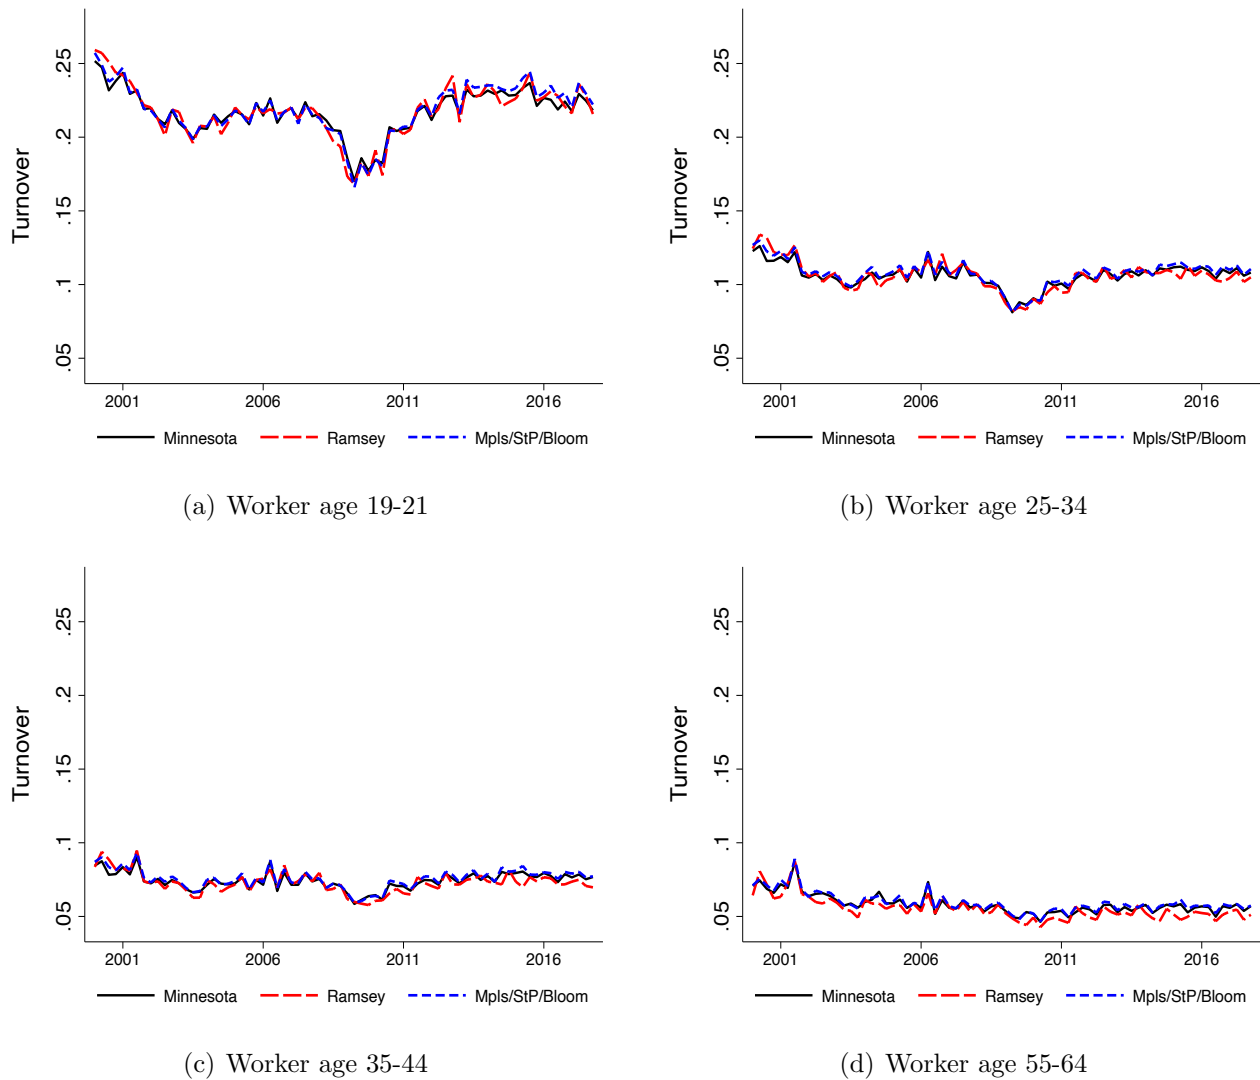 Turnover
.25
.2
.15
.1
.05
2001 2006 2011 2016
Minnesota Ramsey Mpls/StP/Bloom
(a) Worker age 19-21
Turnover
.25
.2
.15
.1
.05
2001 2006 2011 2016
Minnesota Ramsey Mpls/StP/Bloom
(b) Worker age 25-34
Turnover
.25
.2
.15
.1
.05
2001 2006 2011 2016
Minnesota Ramsey Mpls/StP/Bloom
(c) Worker age 35-44
Turnover
.25
.2
.15
.1
.05
2001 2006 2011 2016
Minnesota Ramsey Mpls/StP/Bloom
(d) Worker age 55-64